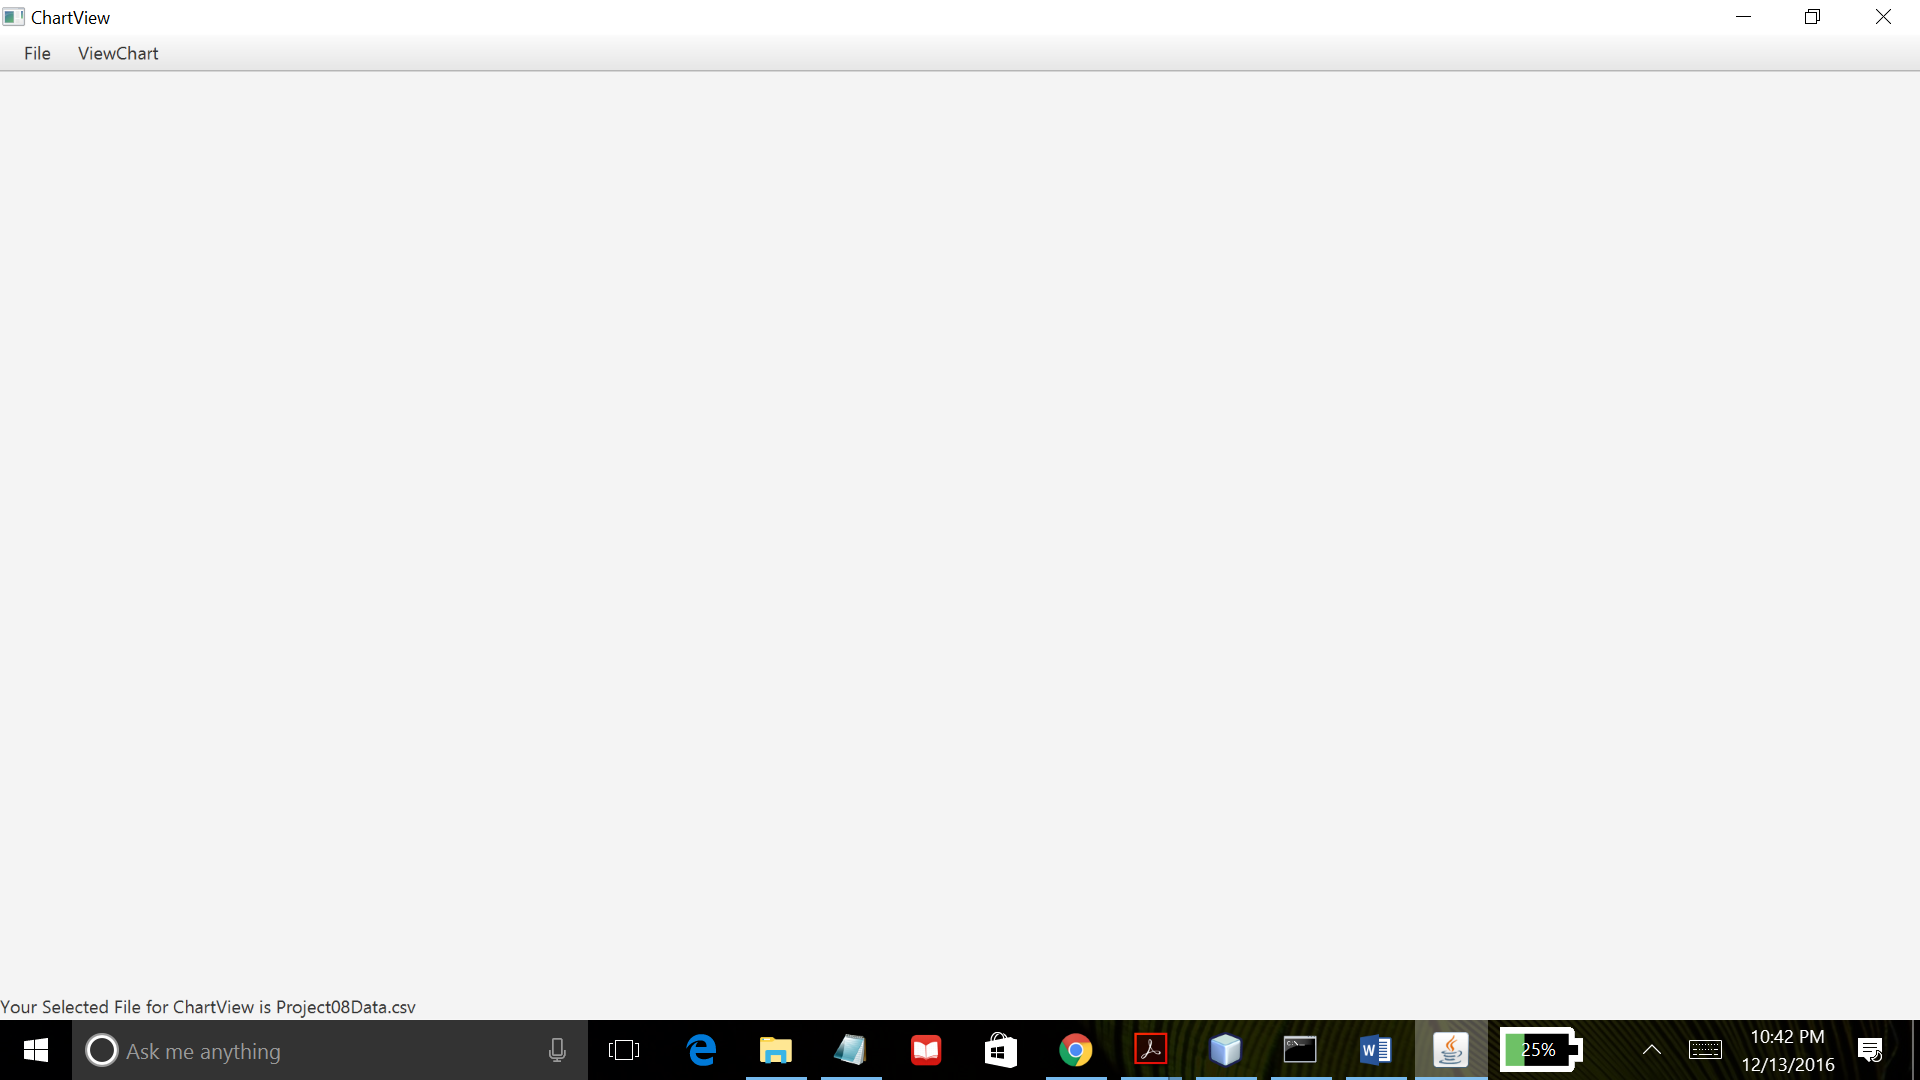 ChartView
File ViewChart
Your Selected File for ChartView is Project08Data.csv
Ask me anything
25%
10:42 PM
12/13/2016